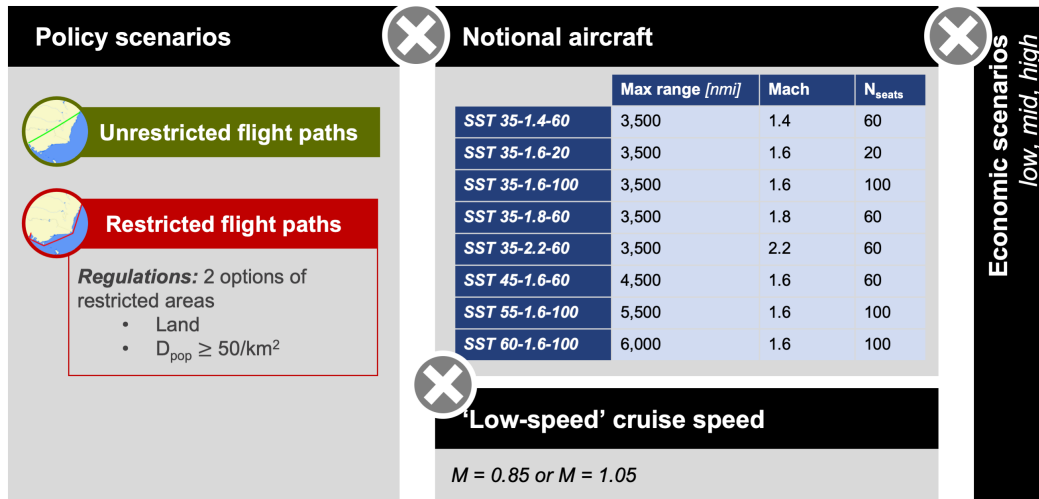 Policy scenarios
Unrestricted flight paths
Restricted flight paths
Regulations: 2 options of
restricted areas
• Land
• Dpop ≥ 50/km²
Notional aircraft
Max range [nmi] Mach Nseats
SST 35-1.4-60 3,500 1.4 60
SST 35-1.6-20 3,500 1.6 20
SST 35-1.6-100 3,500 1.6 100
SST 35-1.8-60 3,500 1.8 60
SST 35-2.2-60 3,500 2.2 60
SST 45-1.6-60 4,500 1.6 60
SST 55-1.6-100 5,500 1.6 100
SST 60-1.6-100 6,000 1.6 100
‘Low-speed’ cruise speed
M = 0.85 or M = 1.05
Economic scenarios
low, mid, high